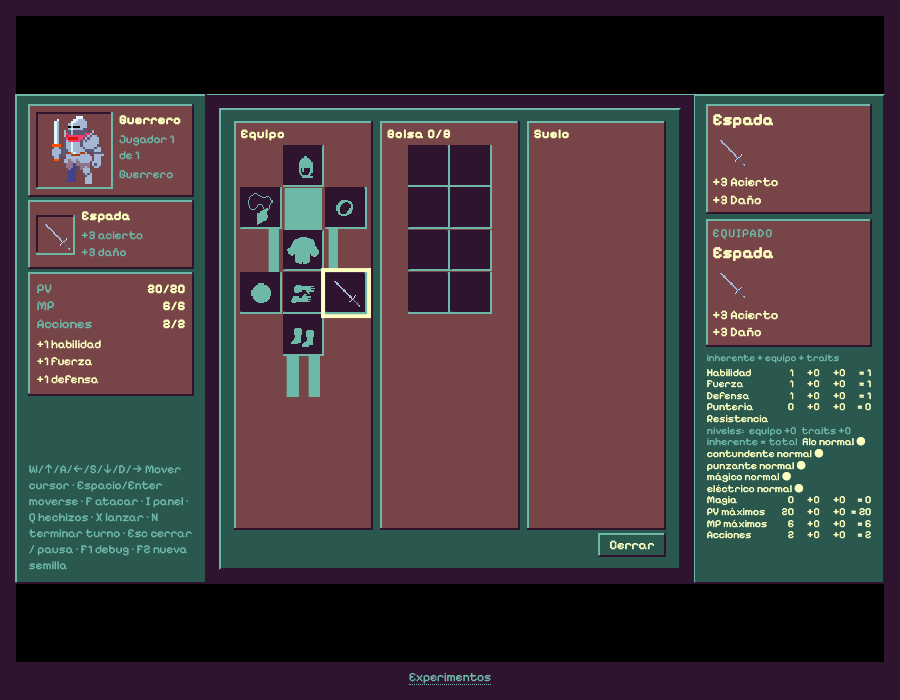 Guerrero
Jugador 1
de 1
Guerrero
Espada
+3 acierto
+3 daño
PV 20/20
MP 6/6
Acciones 2/2
+1 habilidad
+1 fuerza
+1 defensa
W/↑/A/←/S/↓/D/→ Mover
cursor · Espacio/Enter
moverse · F atacar · I panel ·
Q hechizos · X lanzar · N
terminar turno · Esc cerrar
/ pausa · F1 debug · F2 nueva
semilla
Equipo
Bolsa 0/8
Suelo
Cerrar
Espada
+3 Acierto
+3 Daño
EQUIPADO
Espada
+3 Acierto
+3 Daño
inherente + equipo + traits
Habilidad 1 +0 +0 = 1
Fuerza 1 +0 +0 = 1
Defensa 1 +0 +0 = 1
Puntería 0 +0 +0 = 0
Resistencia
niveles: equipo +0 traits +0
inherente = total filo normal
contundente normal
punzante normal
mágico normal
eléctrico normal
Magia 0 +0 +0 = 0
PV máximos 20 +0 +0 = 20
MP máximos 6 +0 +0 = 6
Acciones 2 +0 +0 = 2
Experimentos